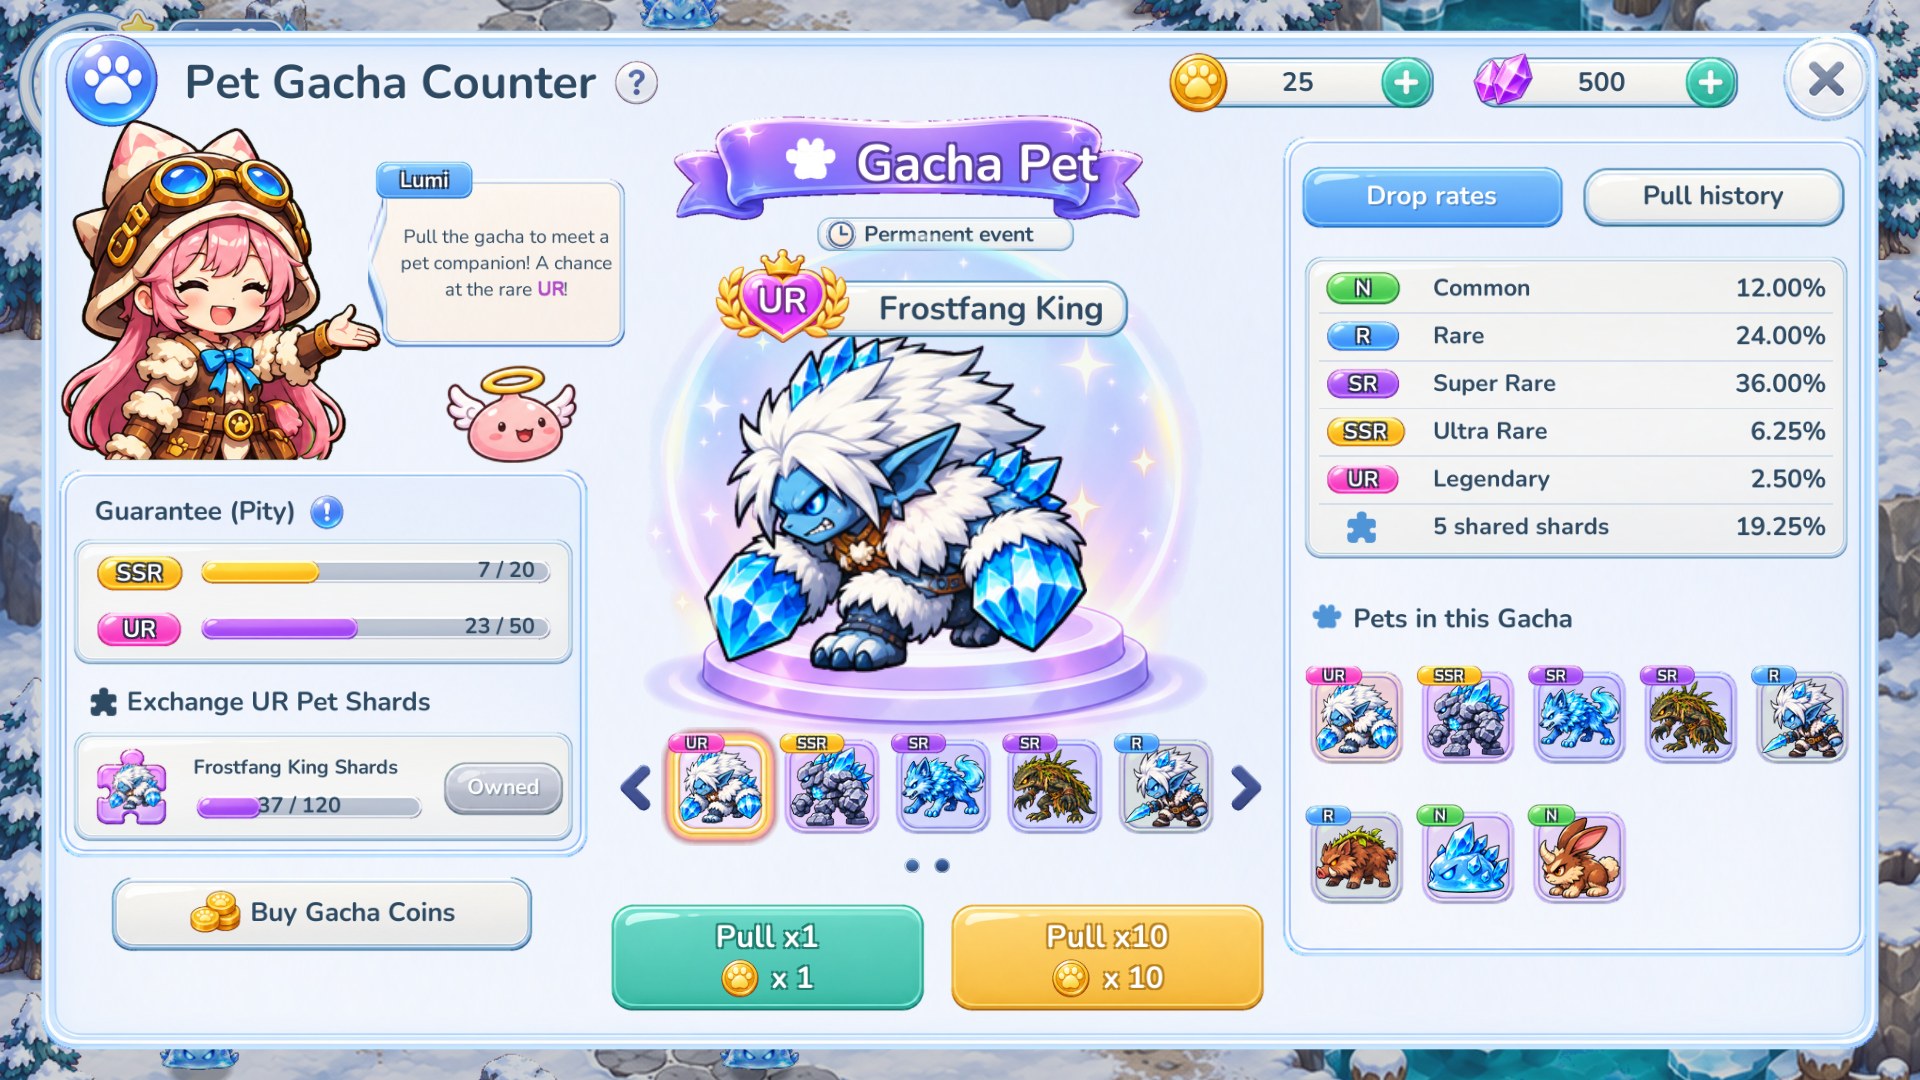 Pet Gacha Counter
?
25
500
Lumi
Pull the gacha to meet a
pet companion! A chance
at the rare UR!
Gacha Pet
Permanent event
UR
Frostfang King
Drop rates
Pull history
N Common 12.00%
R Rare 24.00%
SR Super Rare 36.00%
SSR Ultra Rare 6.25%
UR Legendary 2.50%
5 shared shards 19.25%
Guarantee (Pity) !
SSR 7 / 20
UR 23 / 50
Exchange UR Pet Shards
Frostfang King Shards
37 / 120
Owned
Buy Gacha Coins
UR SSR SR SR R
Pull x1
x 1
Pull x10
x 10
Pets in this Gacha
UR SSR SR SR R
R N N